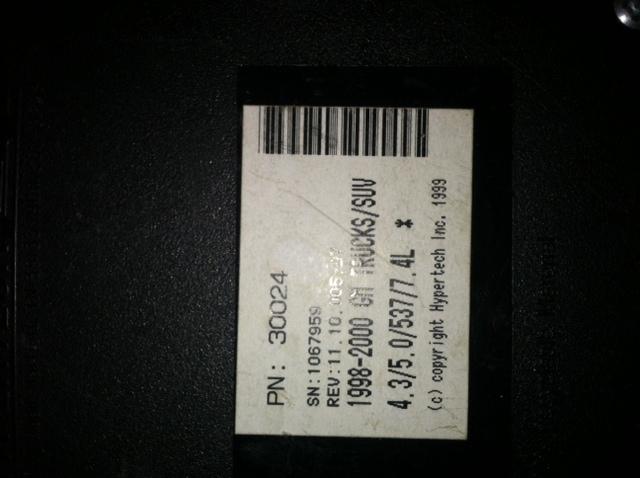 PN: 30024
SN:1067959
REV:11.10.
1998-2000 GM TRUCKS/SUV
4.3/5.0/537/7.4L *
(c) copyright Hypertech Inc. 1999